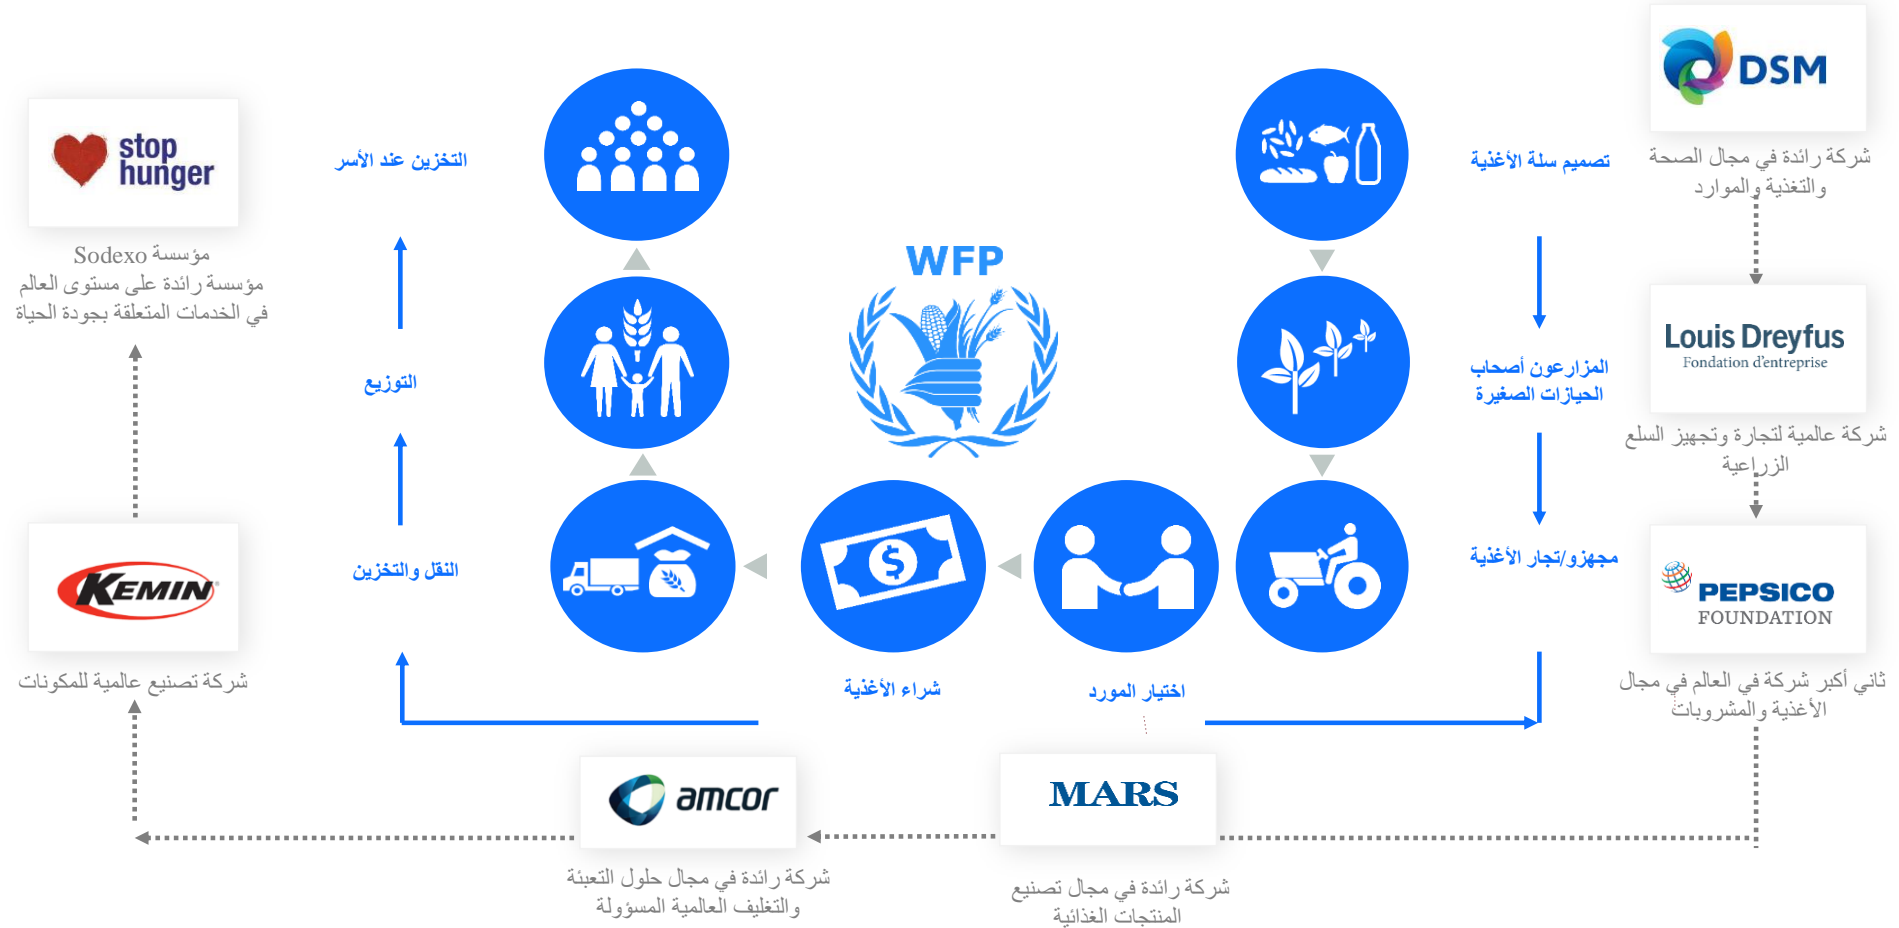 DSM
شركة رائدة في مجال الصحة
والتغذية والموارد
Louis Dreyfus
Fondation d'entreprise
شركة عالمية لتجارة وتجهيز السلع
الزراعية
PEPSICO
FOUNDATION
ثاني أكبر شركة في العالم في مجال
الأغذية والمشروبات
تصميم سلة الأغذية
المزارعون أصحاب
الحيازات الصغيرة
مجهزو/تجار الأغذية
اختيار المورد
شراء الأغذية
$
WFP
النقل والتخزين
التوزيع
التخزين عند الأسر
MARS
شركة رائدة في مجال تصنيع
المنتجات الغذائية
amcor
شركة رائدة في مجال حلول التعبئة
والتغليف العالمية المسؤولة
KEMIN®
شركة تصنيع عالمية للمكونات
stop
hunger
مؤسسة Sodexo
مؤسسة رائدة على مستوى العالم
في الخدمات المتعلقة بجودة الحياة